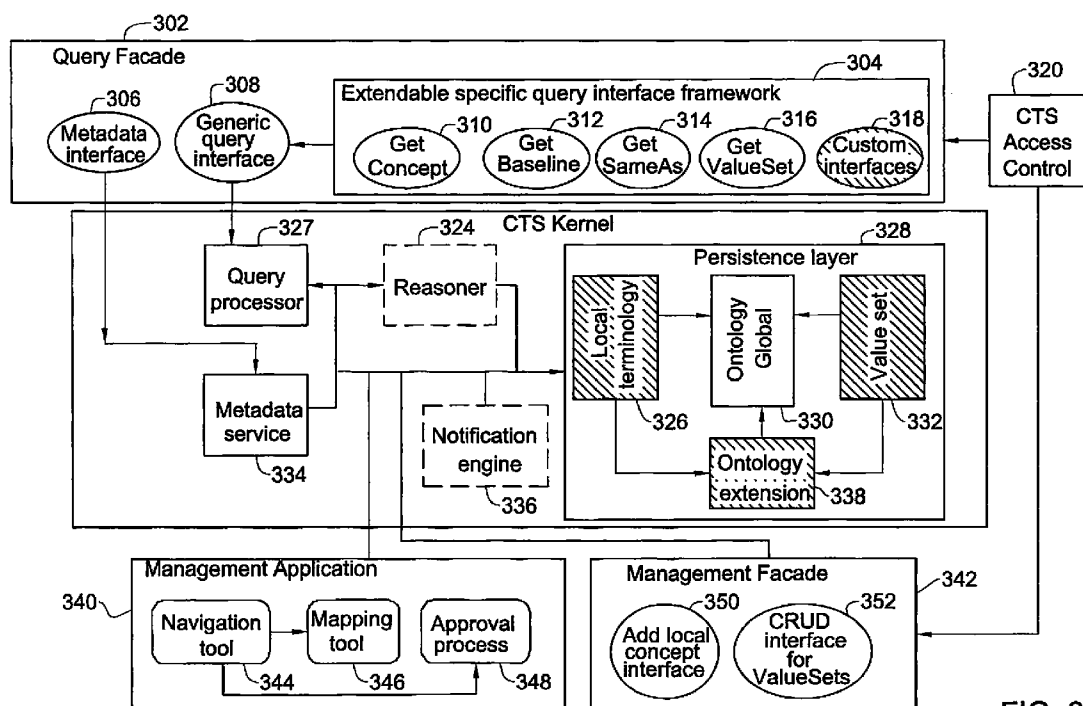 302
Query Facade
304
320
306
308
Extendable specific query interface framework
CTS
Access
Control
Metadata
interface
Generic
query
interface
310
Get
Concept
312
Get
Baseline
314
Get
SameAs
316
Get
ValueSet
318
Custom
interfaces
CTS Kernel
327
Query
processor
324
Reasoner
328
Persistence layer
Local
terminology
326
Ontology
Global
330
Value set
332
Metadata
service
334
Notification
engine
336
Ontology
extension
338
Management Application
340
Navigation
tool
344
Mapping
tool
346
Approval
process
348
Management Facade
342
350
Add local
concept
interface
352
CRUD
interface
for
ValueSets